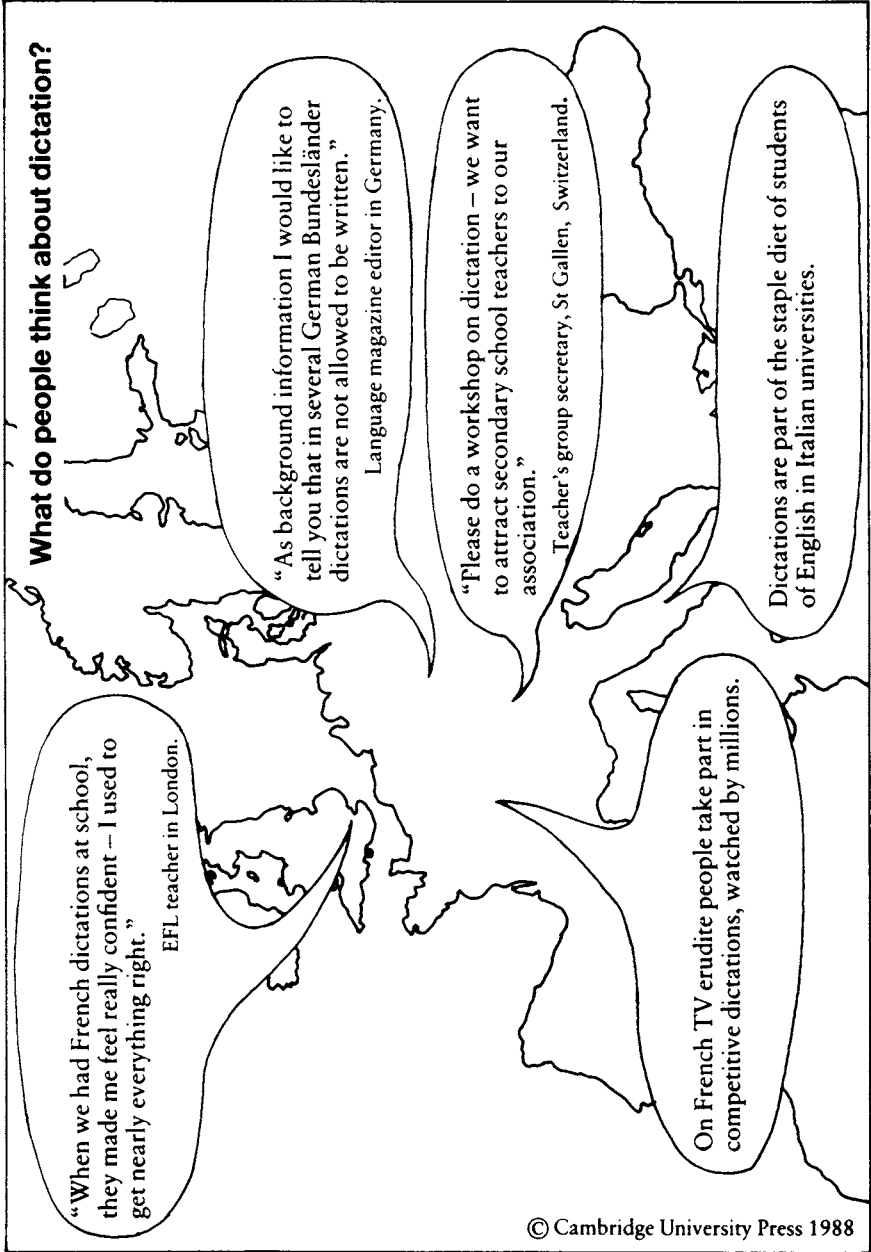 What do people think about dictation?
“When we had French dictations at school,
they made me feel really confident – I used to
get nearly everything right.”
EFL teacher in London.
“As background information I would like to
tell you that in several German Bundesländer
dictations are not allowed to be written.”
Language magazine editor in Germany.
“Please do a workshop on dictation – we want
to attract secondary school teachers to our
association.”
Teacher’s group secretary, St Gallen, Switzerland.
On French TV erudite people take part in
competitive dictations, watched by millions.
Dictations are part of the staple diet of students
of English in Italian universities.
© Cambridge University Press 1988